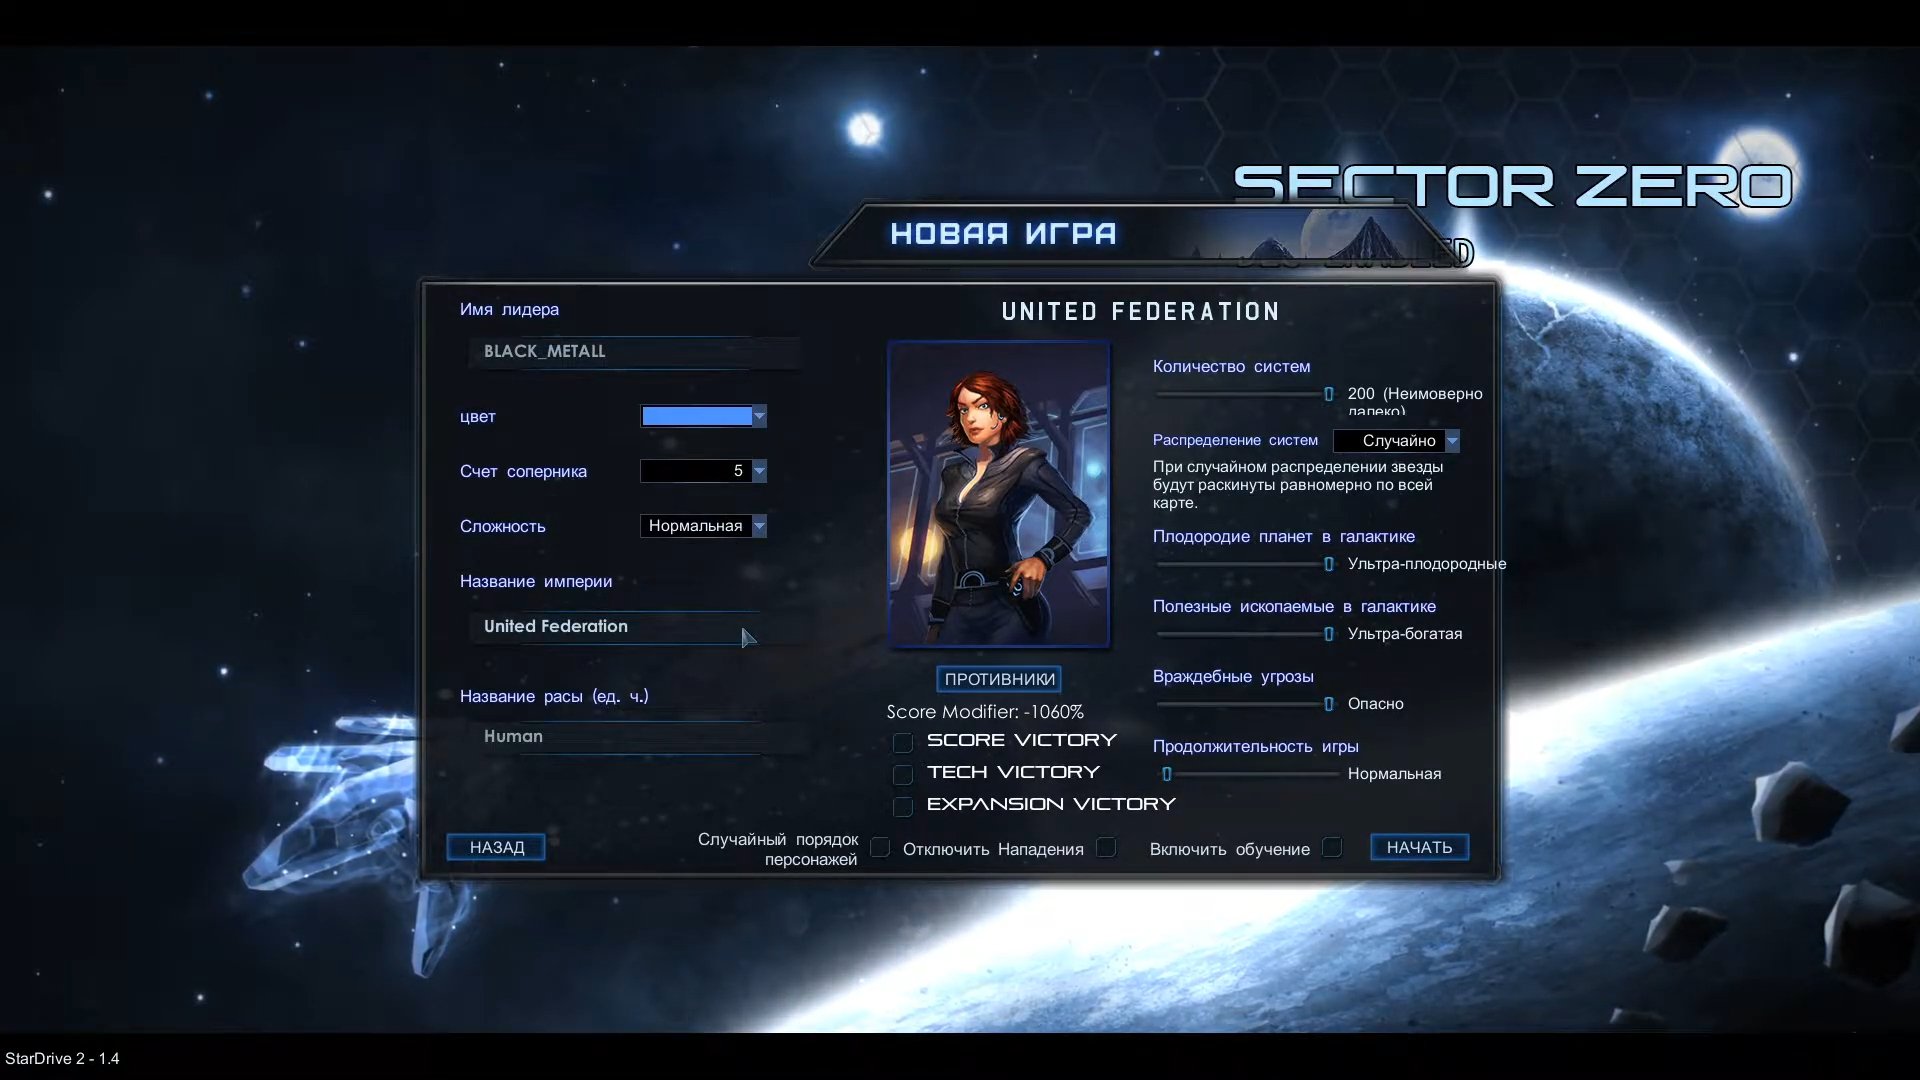 SECTOR ZERO
НОВАЯ ИГРА
UNITED FEDERATION
Имя лидера
BLACK_METALL
цвет
Счет соперника
5
Сложность
Нормальная
Название империи
United Federation
Название расы (ед. ч.)
Human
ПРОТИВНИКИ
Score Modifier: -1060%
SCORE VICTORY
TECH VICTORY
EXPANSION VICTORY
Количество систем
200 (Неимоверно
далеко)
Распределение систем
Случайно
При случайном распределении звезды
будут раскинуты равномерно по всей
карте.
Плодородие планет в галактике
Ультра-плодородные
Полезные ископаемые в галактике
Ультра-богатая
Враждебные угрозы
Опасно
Продолжительность игры
Нормальная
НАЗАД
Случайный порядок
персонажей
Отключить Нападения
Включить обучение
НАЧАТЬ
StarDrive 2 - 1.4